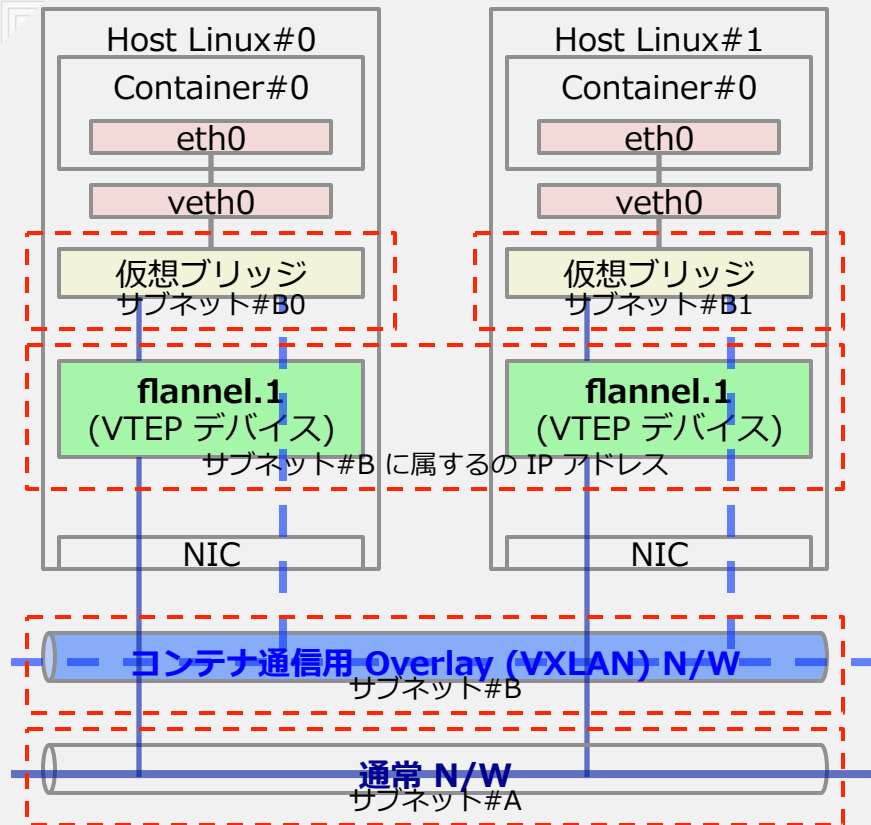 Host Linux#0
Container#0
eth0
veth0
仮想ブリッジ
サブネット#B0
Host Linux#1
Container#0
eth0
veth0
仮想ブリッジ
サブネット#B1
flannel.1
(VTEP デバイス)
flannel.1
(VTEP デバイス)
サブネット#B に属するの IP アドレス
NIC
NIC
コンテナ通信用 Overlay (VXLAN) N/W
サブネット#B
通常 N/W
サブネット#A